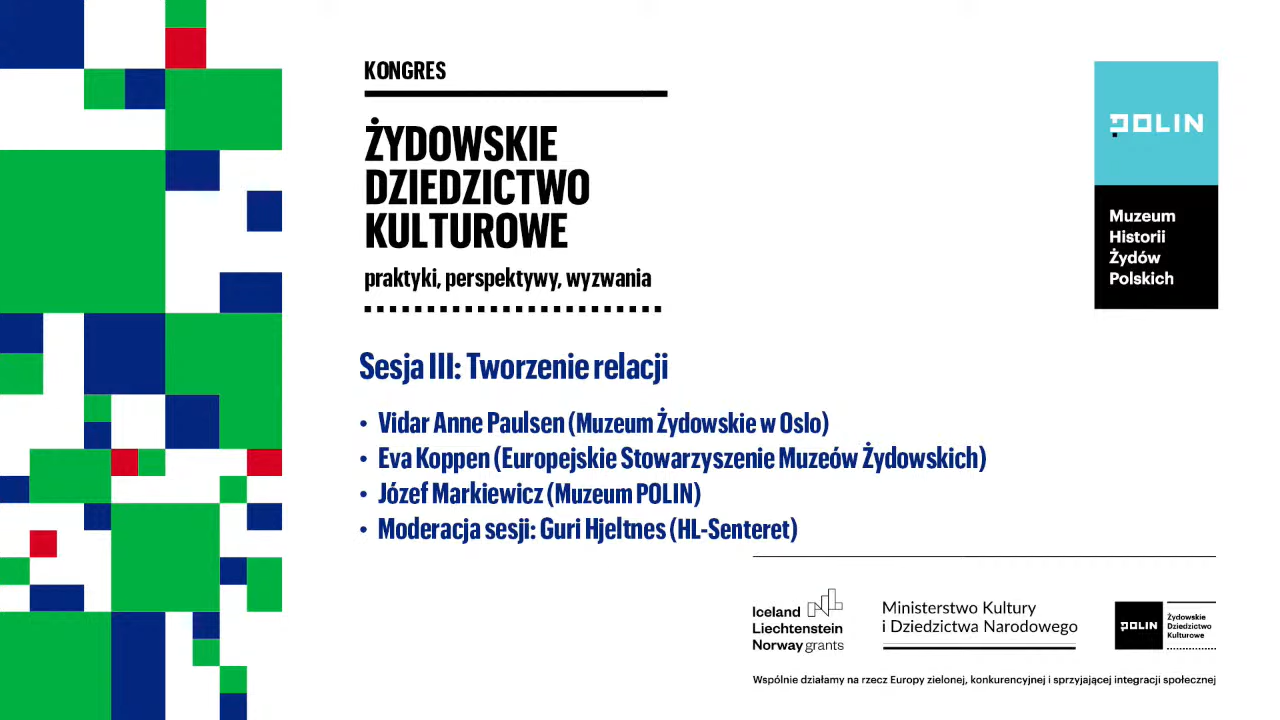 KONGRES
ŻYDOWSKIE
DZIEDZICTWO
KULTUROWE
praktyki, perspektywy, wyzwania
POLIN
Muzeum
Historii
Żydów
Polskich
Sesja III: Tworzenie relacji
• Vidar Anne Paulsen (Muzeum Żydowskie w Oslo)
• Eva Koppen (Europejskie Stowarzyszenie Muzeów Żydowskich)
• Józef Markiewicz (Muzeum POLIN)
• Moderacja sesji: Guri Hjeltnes (HL-Senteret)
Iceland
Liechtenstein
Norway grants
Ministerstwo Kultury
i Dziedzictwa Narodowego
POLIN
Żydowskie
Dziedzictwo
Kulturowe
Wspólnie działamy na rzecz Europy zielonej, konkurencyjnej i sprzyjającej integracji społecznej